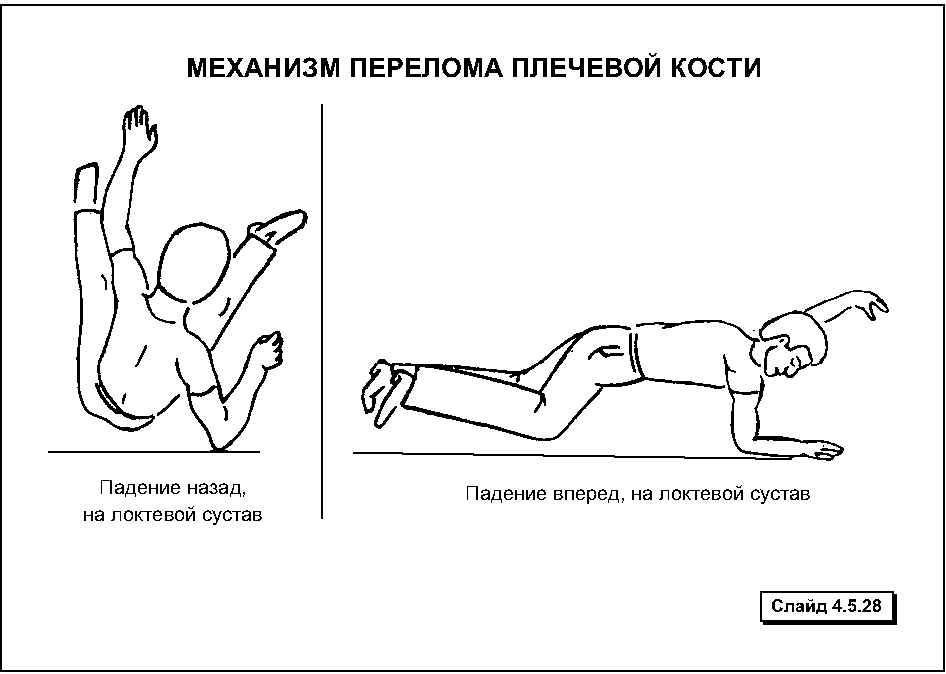 МЕХАНИЗМ ПЕРЕЛОМА ПЛЕЧЕВОЙ КОСТИ
Падение назад,
на локтевой сустав
Падение вперед, на локтевой сустав
Слайд 4.5.28